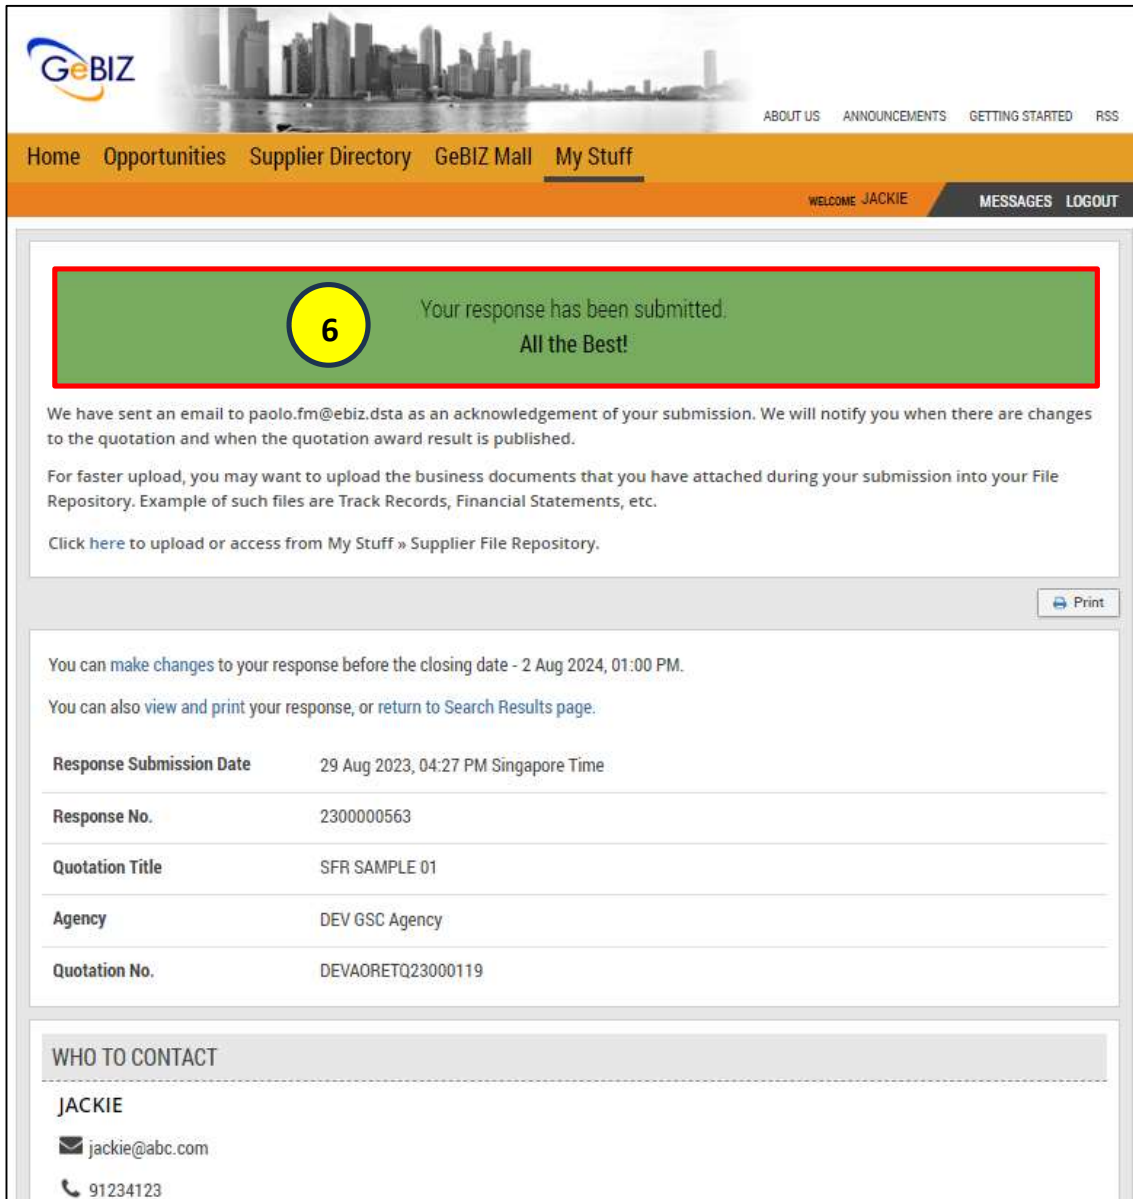 GeBIZ
ABOUT US ANNOUNCEMENTS GETTING STARTED RSS
Home Opportunities Supplier Directory GeBIZ Mall My Stuff
WELCOME JACKIE MESSAGES LOGOUT
6
Your response has been submitted.
All the Best!
We have sent an email to paolo.fm@ebiz.dsta as an acknowledgement of your submission. We will notify you when there are changes
to the quotation and when the quotation award result is published.
For faster upload, you may want to upload the business documents that you have attached during your submission into your File
Repository. Example of such files are Track Records, Financial Statements, etc.
Click here to upload or access from My Stuff » Supplier File Repository.
Print
You can make changes to your response before the closing date - 2 Aug 2024, 01:00 PM.
You can also view and print your response, or return to Search Results page.
Response Submission Date 29 Aug 2023, 04:27 PM Singapore Time
Response No. 2300000563
Quotation Title SFR SAMPLE 01
Agency DEV GSC Agency
Quotation No. DEVAORETQ23000119
WHO TO CONTACT
JACKIE
jackie@abc.com
91234123